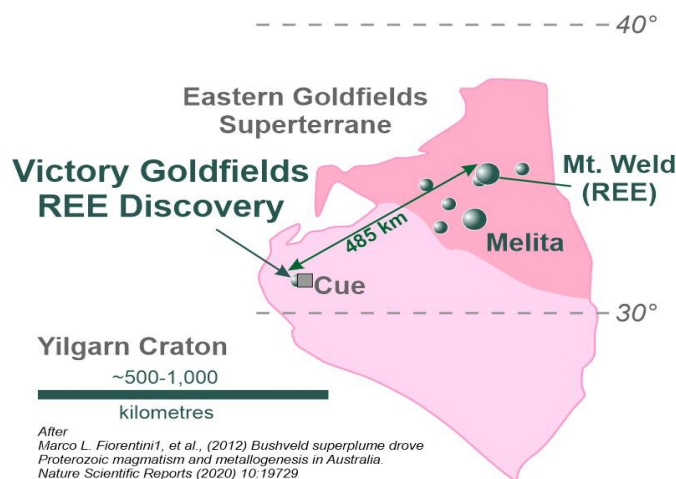 40°
Eastern Goldfields
Superterrane
Victory Goldfields
REE Discovery
Mt. Weld
(REE)
485 km
Melita
Cue
30°
Yilgarn Craton
~500-1,000
kilometres
After
Marco L. Fiorentini1, et al., (2012) Bushveld superplume drove
Proterozoic magmatism and metallogenesis in Australia.
Nature Scientific Reports (2020) 10:19729